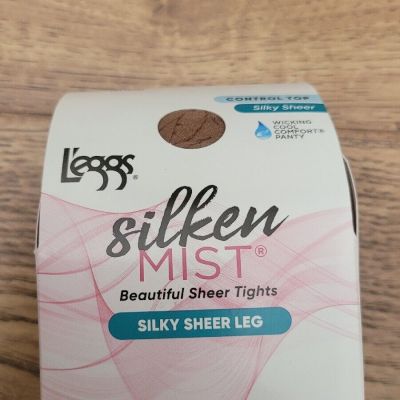 CONTROL TOP
Silky Sheer
WICKING
COOL
COMFORT®
PANTY
L'eggs®
silken
MIST®
Beautiful Sheer Tights
SILKY SHEER LEG